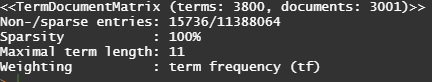 <<TermDocumentMatrix (terms: 3800, documents: 3001)>>
Non-/sparse entries: 15736/11388064
Sparsity           : 100%
Maximal term length: 11
Weighting          : term frequency (tf)